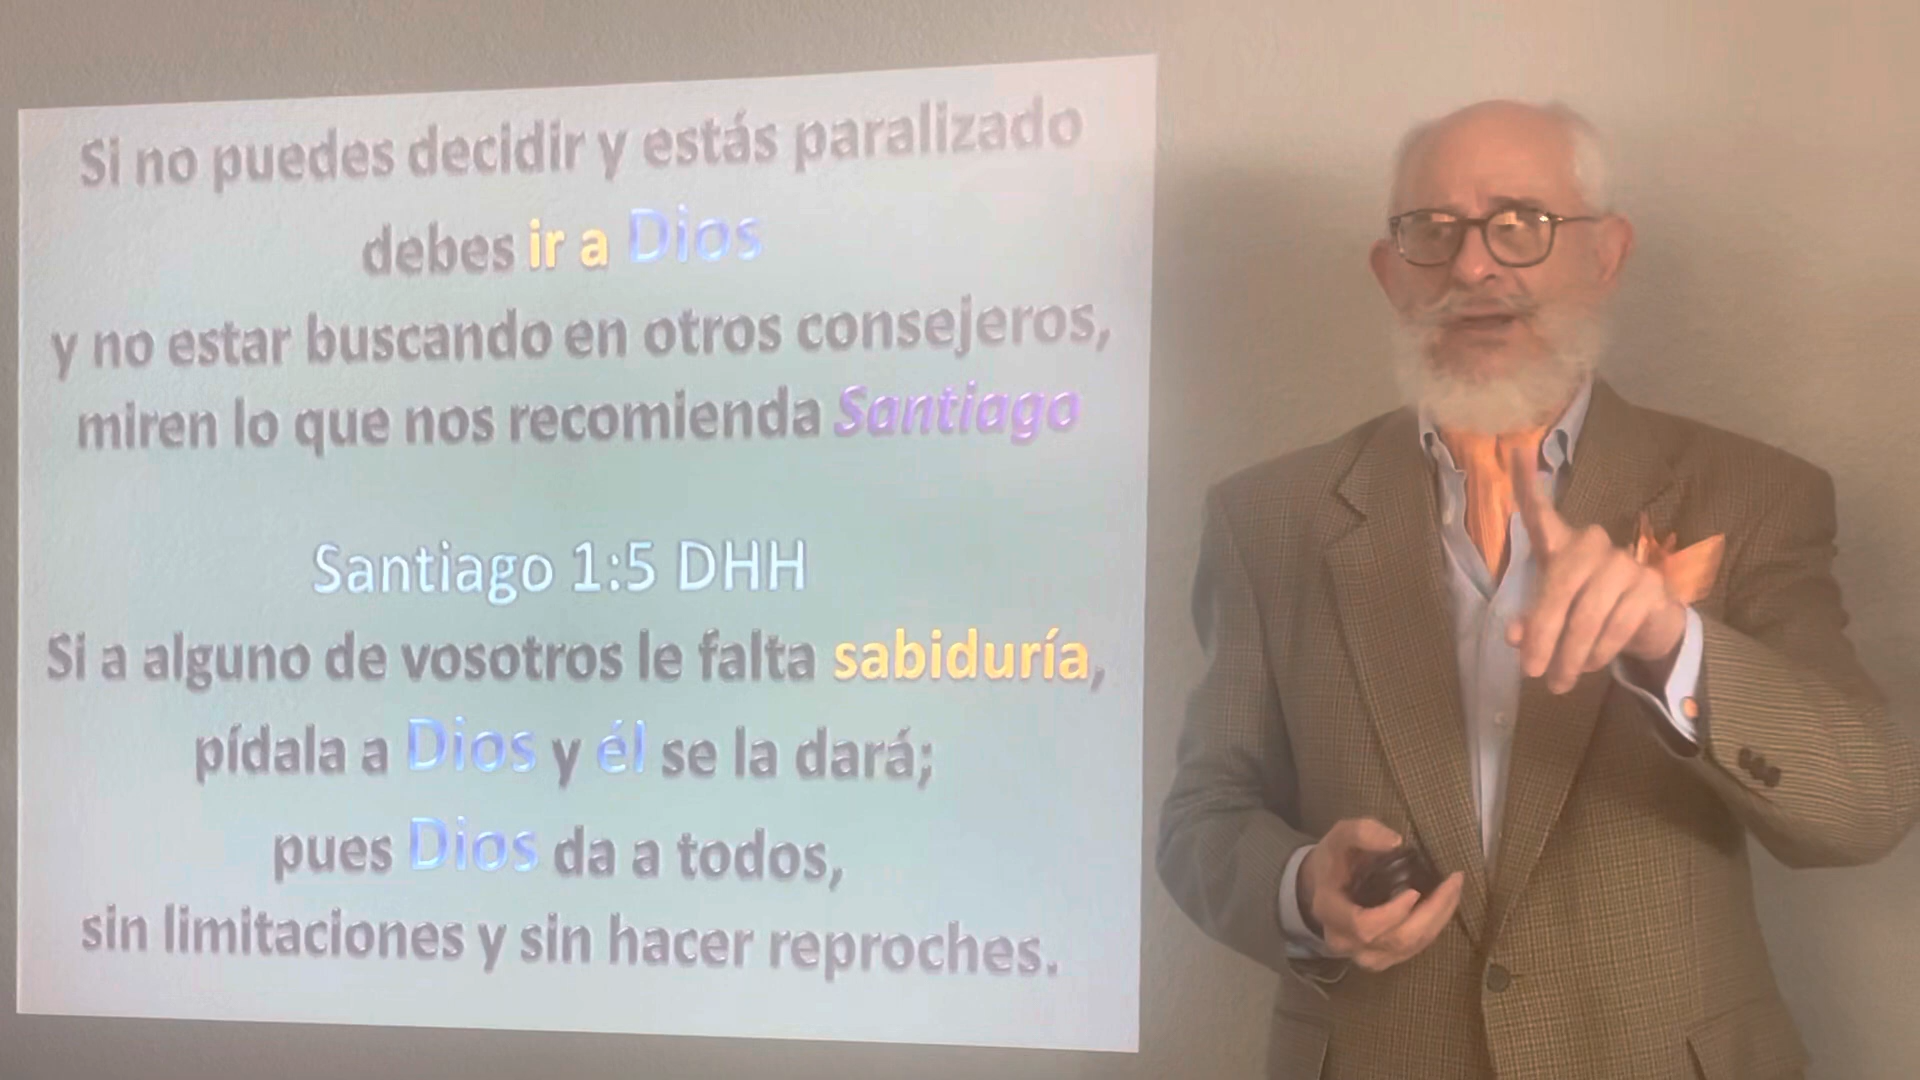 Si no puedes decidir y estás paralizado
debes ir a Dios
y no estar buscando en otros consejeros,
miren lo que nos recomienda Santiago
Santiago 1:5 DHH
Si a alguno de vosotros le falta sabiduría,
pídala a Dios y él se la dará;
pues Dios da a todos,
sin limitaciones y sin hacer reproches.